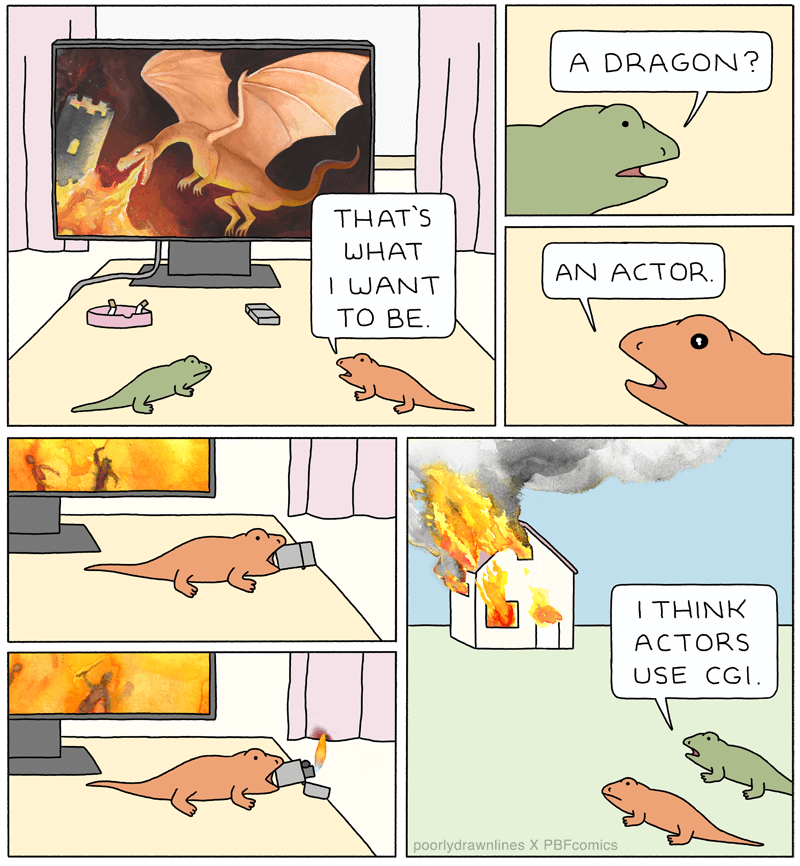 THAT'S
WHAT
I WANT
TO BE.
A DRAGON?
AN ACTOR.
I THINK
ACTORS
USE CGI.
poorlydrawnlines X PBFcomics